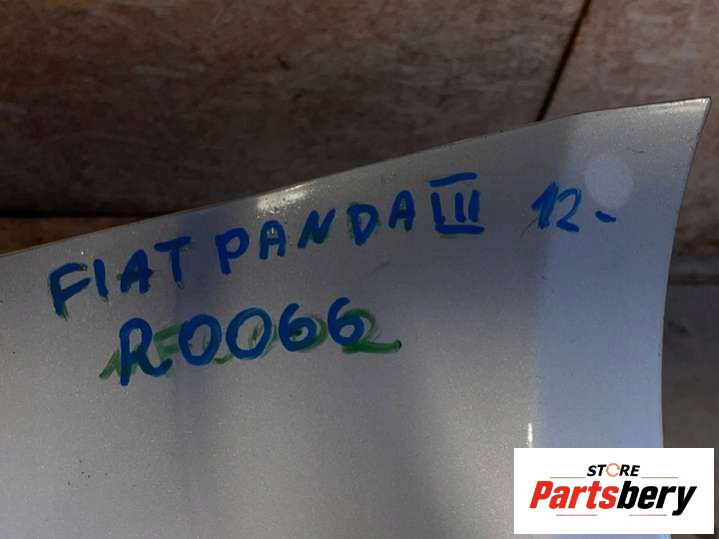 FIAT PANDA III 12-
R0066
STORE
Partsbery